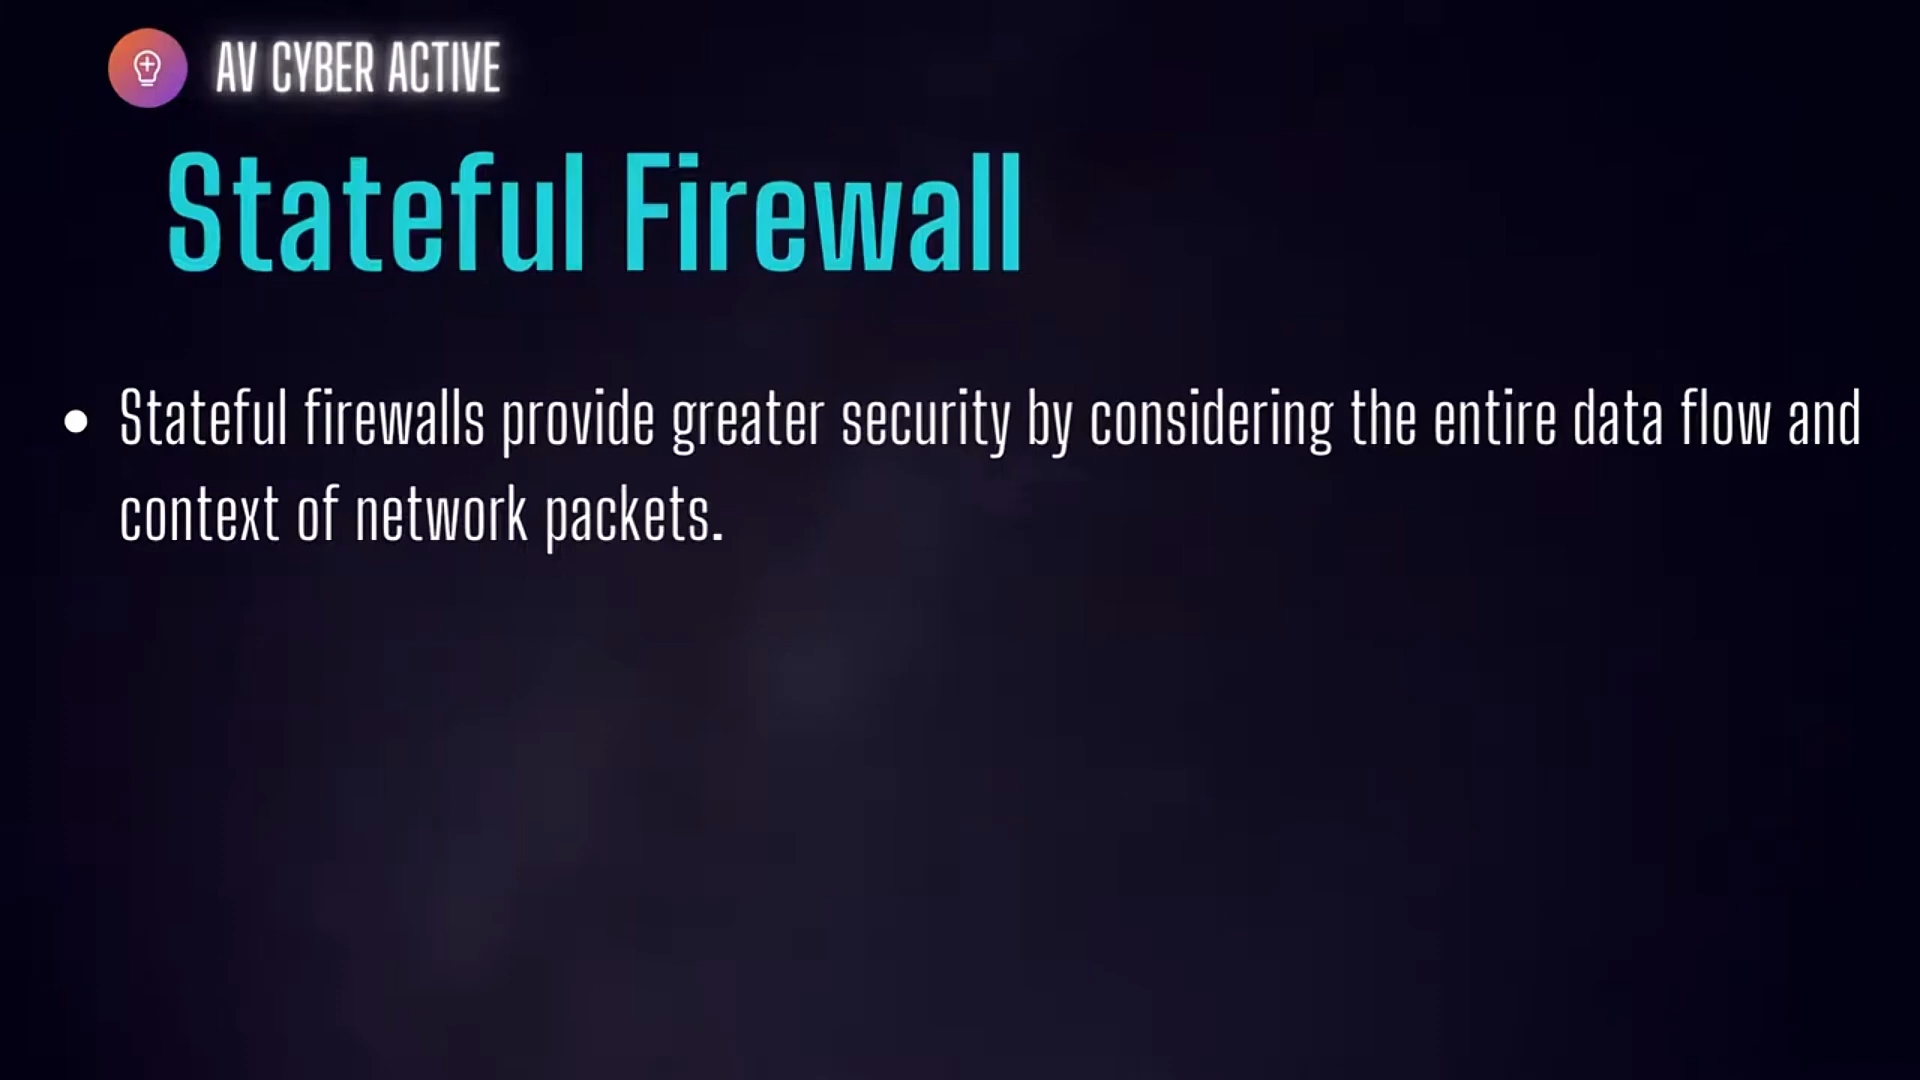 AV CYBER ACTIVE
Stateful Firewall
• Stateful firewalls provide greater security by considering the entire data flow and
context of network packets.